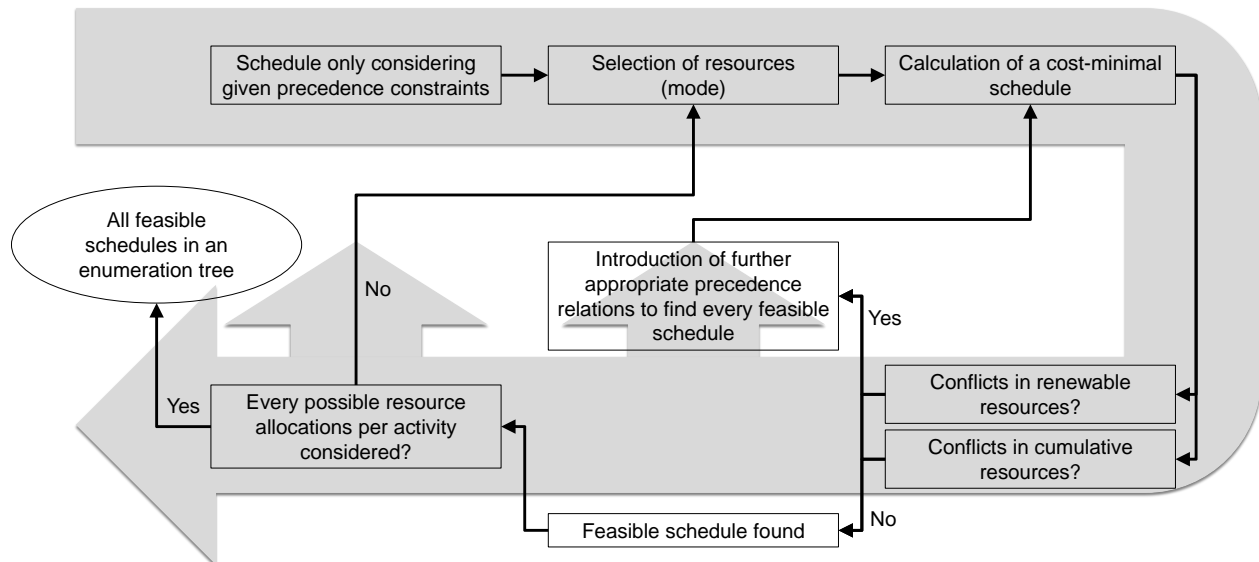 Schedule only considering
given precedence constraints
Selection of resources
(mode)
Calculation of a cost-minimal
schedule
All feasible
schedules in an
enumeration tree
No
Introduction of further
appropriate precedence
relations to find every feasible
schedule
Yes
Conflicts in renewable
resources?
Yes
Every possible resource
allocations per activity
considered?
Conflicts in cumulative
resources?
No
Feasible schedule found